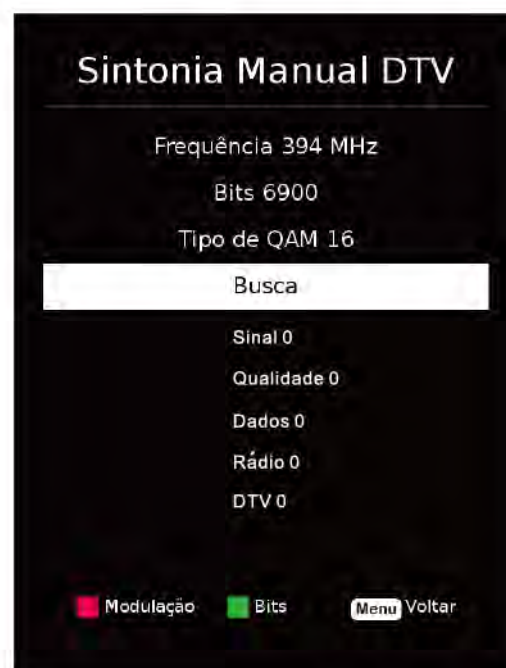 Sintonia Manual DTV
Frequência 394 MHz
Bits 6900
Tipo de QAM 16
Busca
Sinal 0
Qualidade 0
Dados 0
Rádio 0
DTV 0
Modulação Bits Menu Voltar